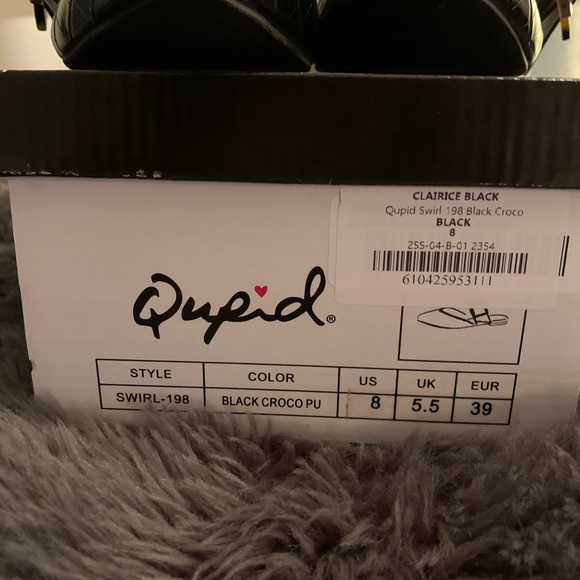 CLAIRICE BLACK
Qupid Swirl 198 Black Croco
BLACK
8
2SS-04-B-01 2354
610425953111
Qupid®
STYLE COLOR US UK EUR
SWIRL-198 BLACK CROCO PU 8 5.5 39